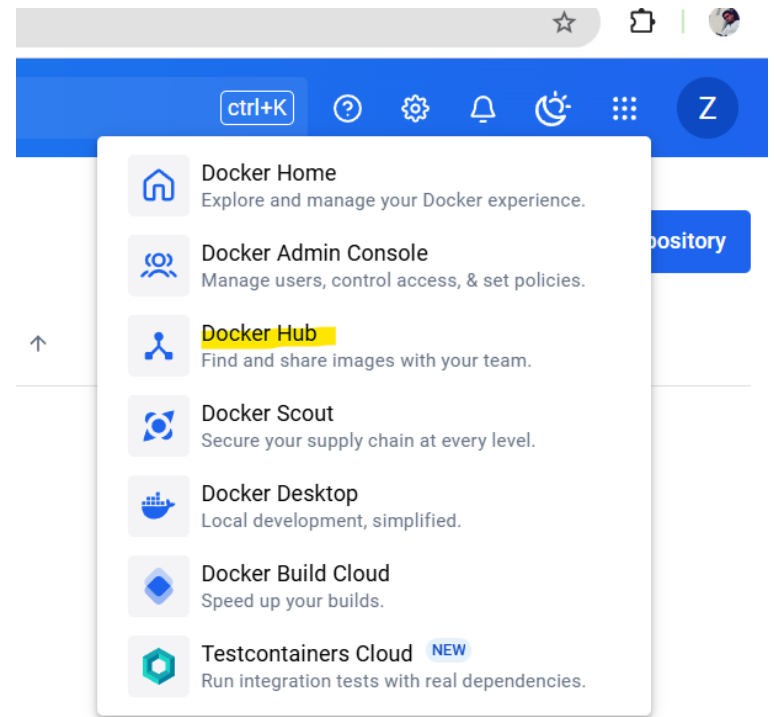 ctrl+K
Z
Docker Home
Explore and manage your Docker experience.
Docker Admin Console
Manage users, control access, & set policies.
pository
Docker Hub
Find and share images with your team.
Docker Scout
Secure your supply chain at every level.
Docker Desktop
Local development, simplified.
Docker Build Cloud
Speed up your builds.
Testcontainers Cloud NEW
Run integration tests with real dependencies.